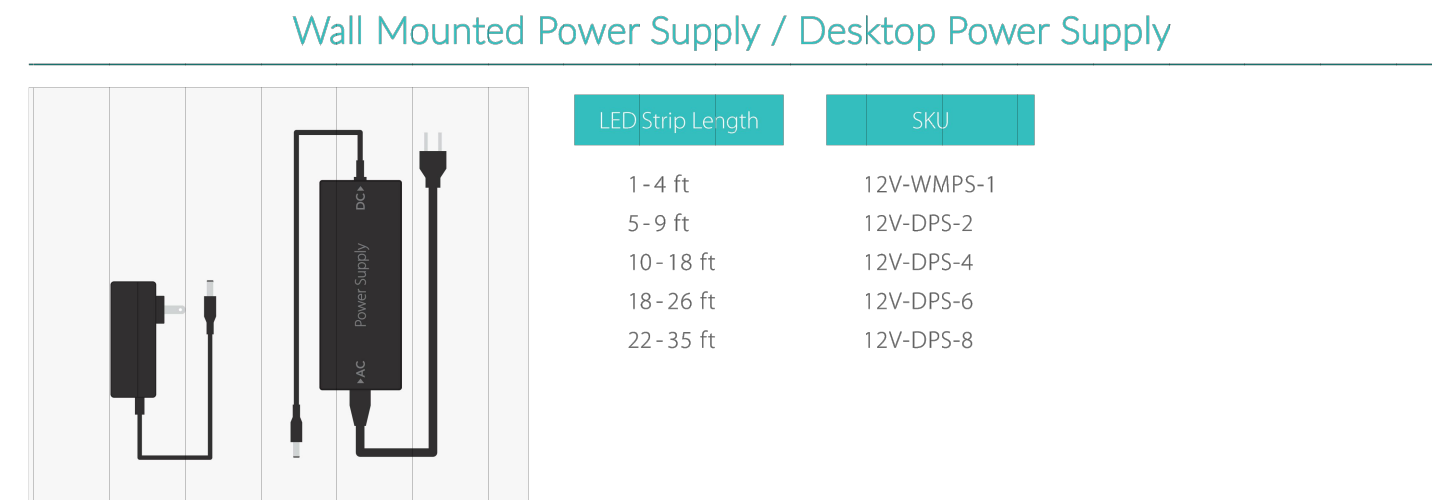 Wall Mounted Power Supply / Desktop Power Supply
LED Strip Length SKU
1-4 ft 12V-WMPS-1
5-9 ft 12V-DPS-2
10-18 ft 12V-DPS-4
18-26 ft 12V-DPS-6
22-35 ft 12V-DPS-8
DC▸
Power Supply
▸AC